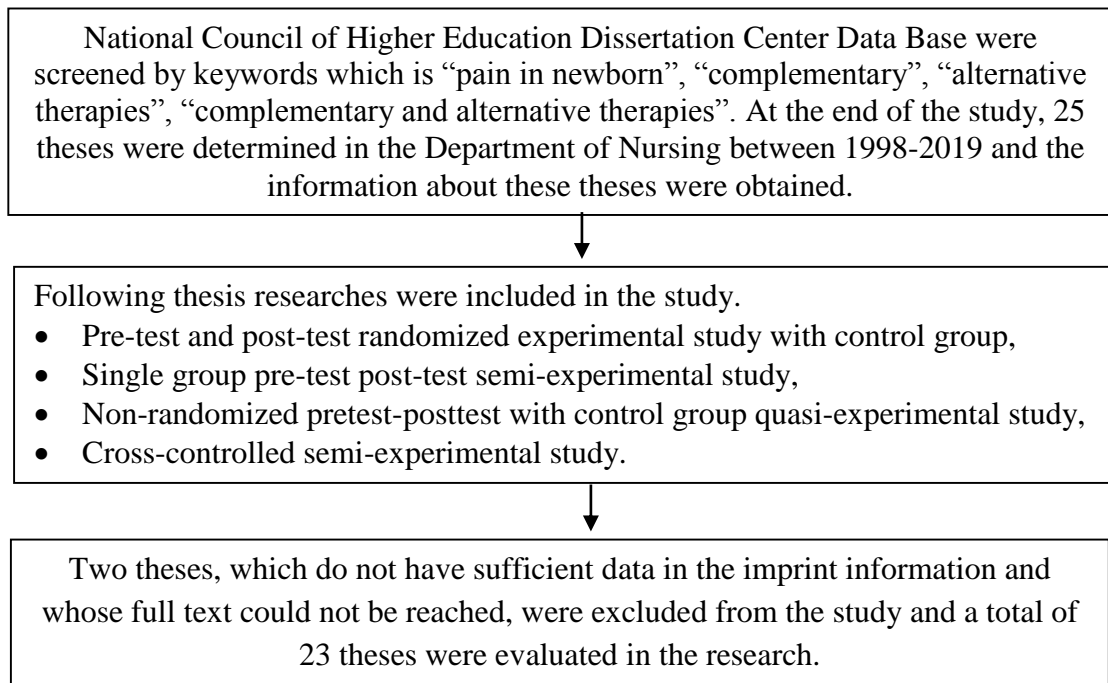 National Council of Higher Education Dissertation Center Data Base were
screened by keywords which is “pain in newborn”, “complementary”, “alternative
therapies”, “complementary and alternative therapies”. At the end of the study, 25
theses were determined in the Department of Nursing between 1998-2019 and the
information about these theses were obtained.
Following thesis researches were included in the study.
• Pre-test and post-test randomized experimental study with control group,
• Single group pre-test post-test semi-experimental study,
• Non-randomized pretest-posttest with control group quasi-experimental study,
• Cross-controlled semi-experimental study.
Two theses, which do not have sufficient data in the imprint information and
whose full text could not be reached, were excluded from the study and a total of
23 theses were evaluated in the research.